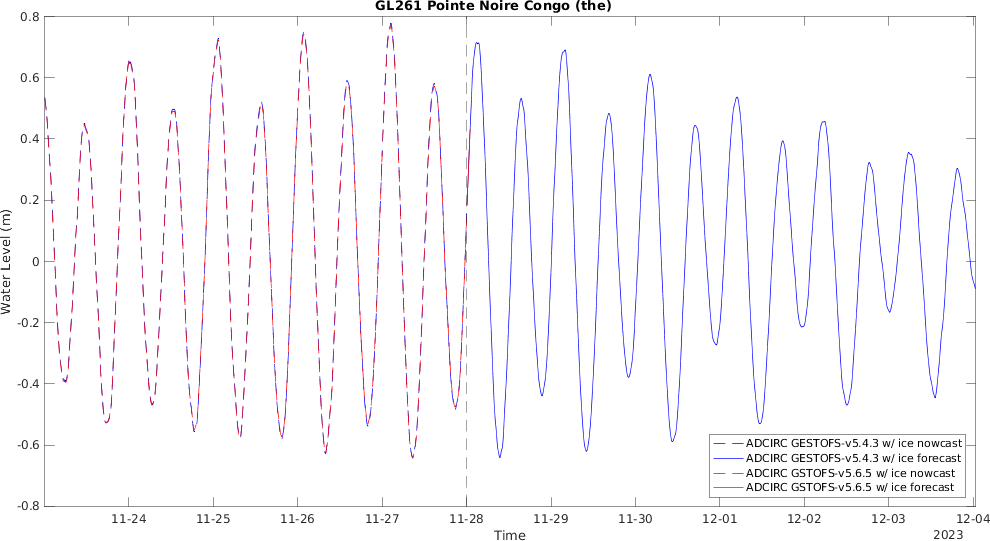 GL261 Pointe Noire Congo (the)
0.8
0.6
0.4
0.2
0
-0.2
-0.4
-0.6
-0.8
Water Level (m)
11-24 11-25 11-26 11-27 11-28 11-29 11-30 12-01 12-02 12-03 12-04
Time
2023
ADCIRC GESTOFS-v5.4.3 w/ ice nowcast
ADCIRC GESTOFS-v5.4.3 w/ ice forecast
ADCIRC GSTOFS-v5.6.5 w/ ice nowcast
ADCIRC GSTOFS-v5.6.5 w/ ice forecast